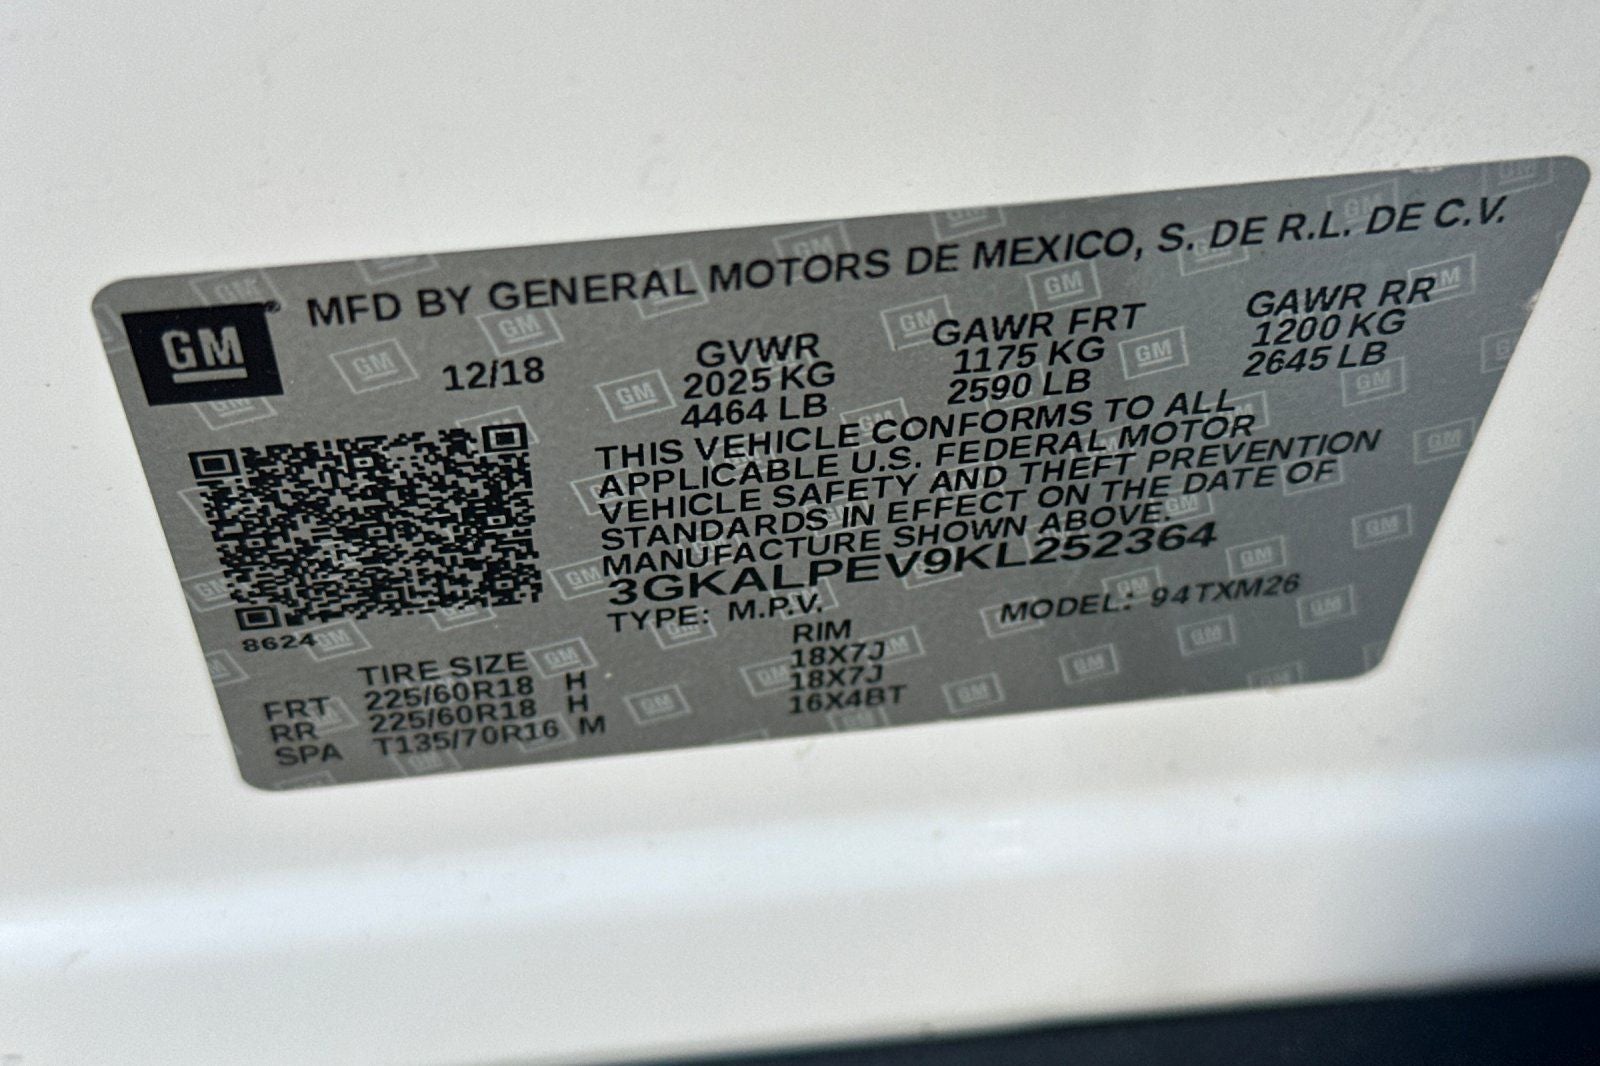 GM® MFD BY GENERAL MOTORS DE MEXICO, S. DE R.L. DE C.V.
12/18 GVWR GAWR FRT GAWR RR
2025 KG 1175 KG 1200 KG
4464 LB 2590 LB 2645 LB
THIS VEHICLE CONFORMS TO ALL
APPLICABLE U.S. FEDERAL MOTOR
VEHICLE SAFETY AND THEFT PREVENTION
STANDARDS IN EFFECT ON THE DATE OF
MANUFACTURE SHOWN ABOVE.
3GKALPEV9KL252364
TYPE: M.P.V. MODEL: 94TXM26
8624
TIRE SIZE RIM
FRT 225/60R18 H 18X7J
RR 225/60R18 H 18X7J
SPA T135/70R16 M 16X4BT